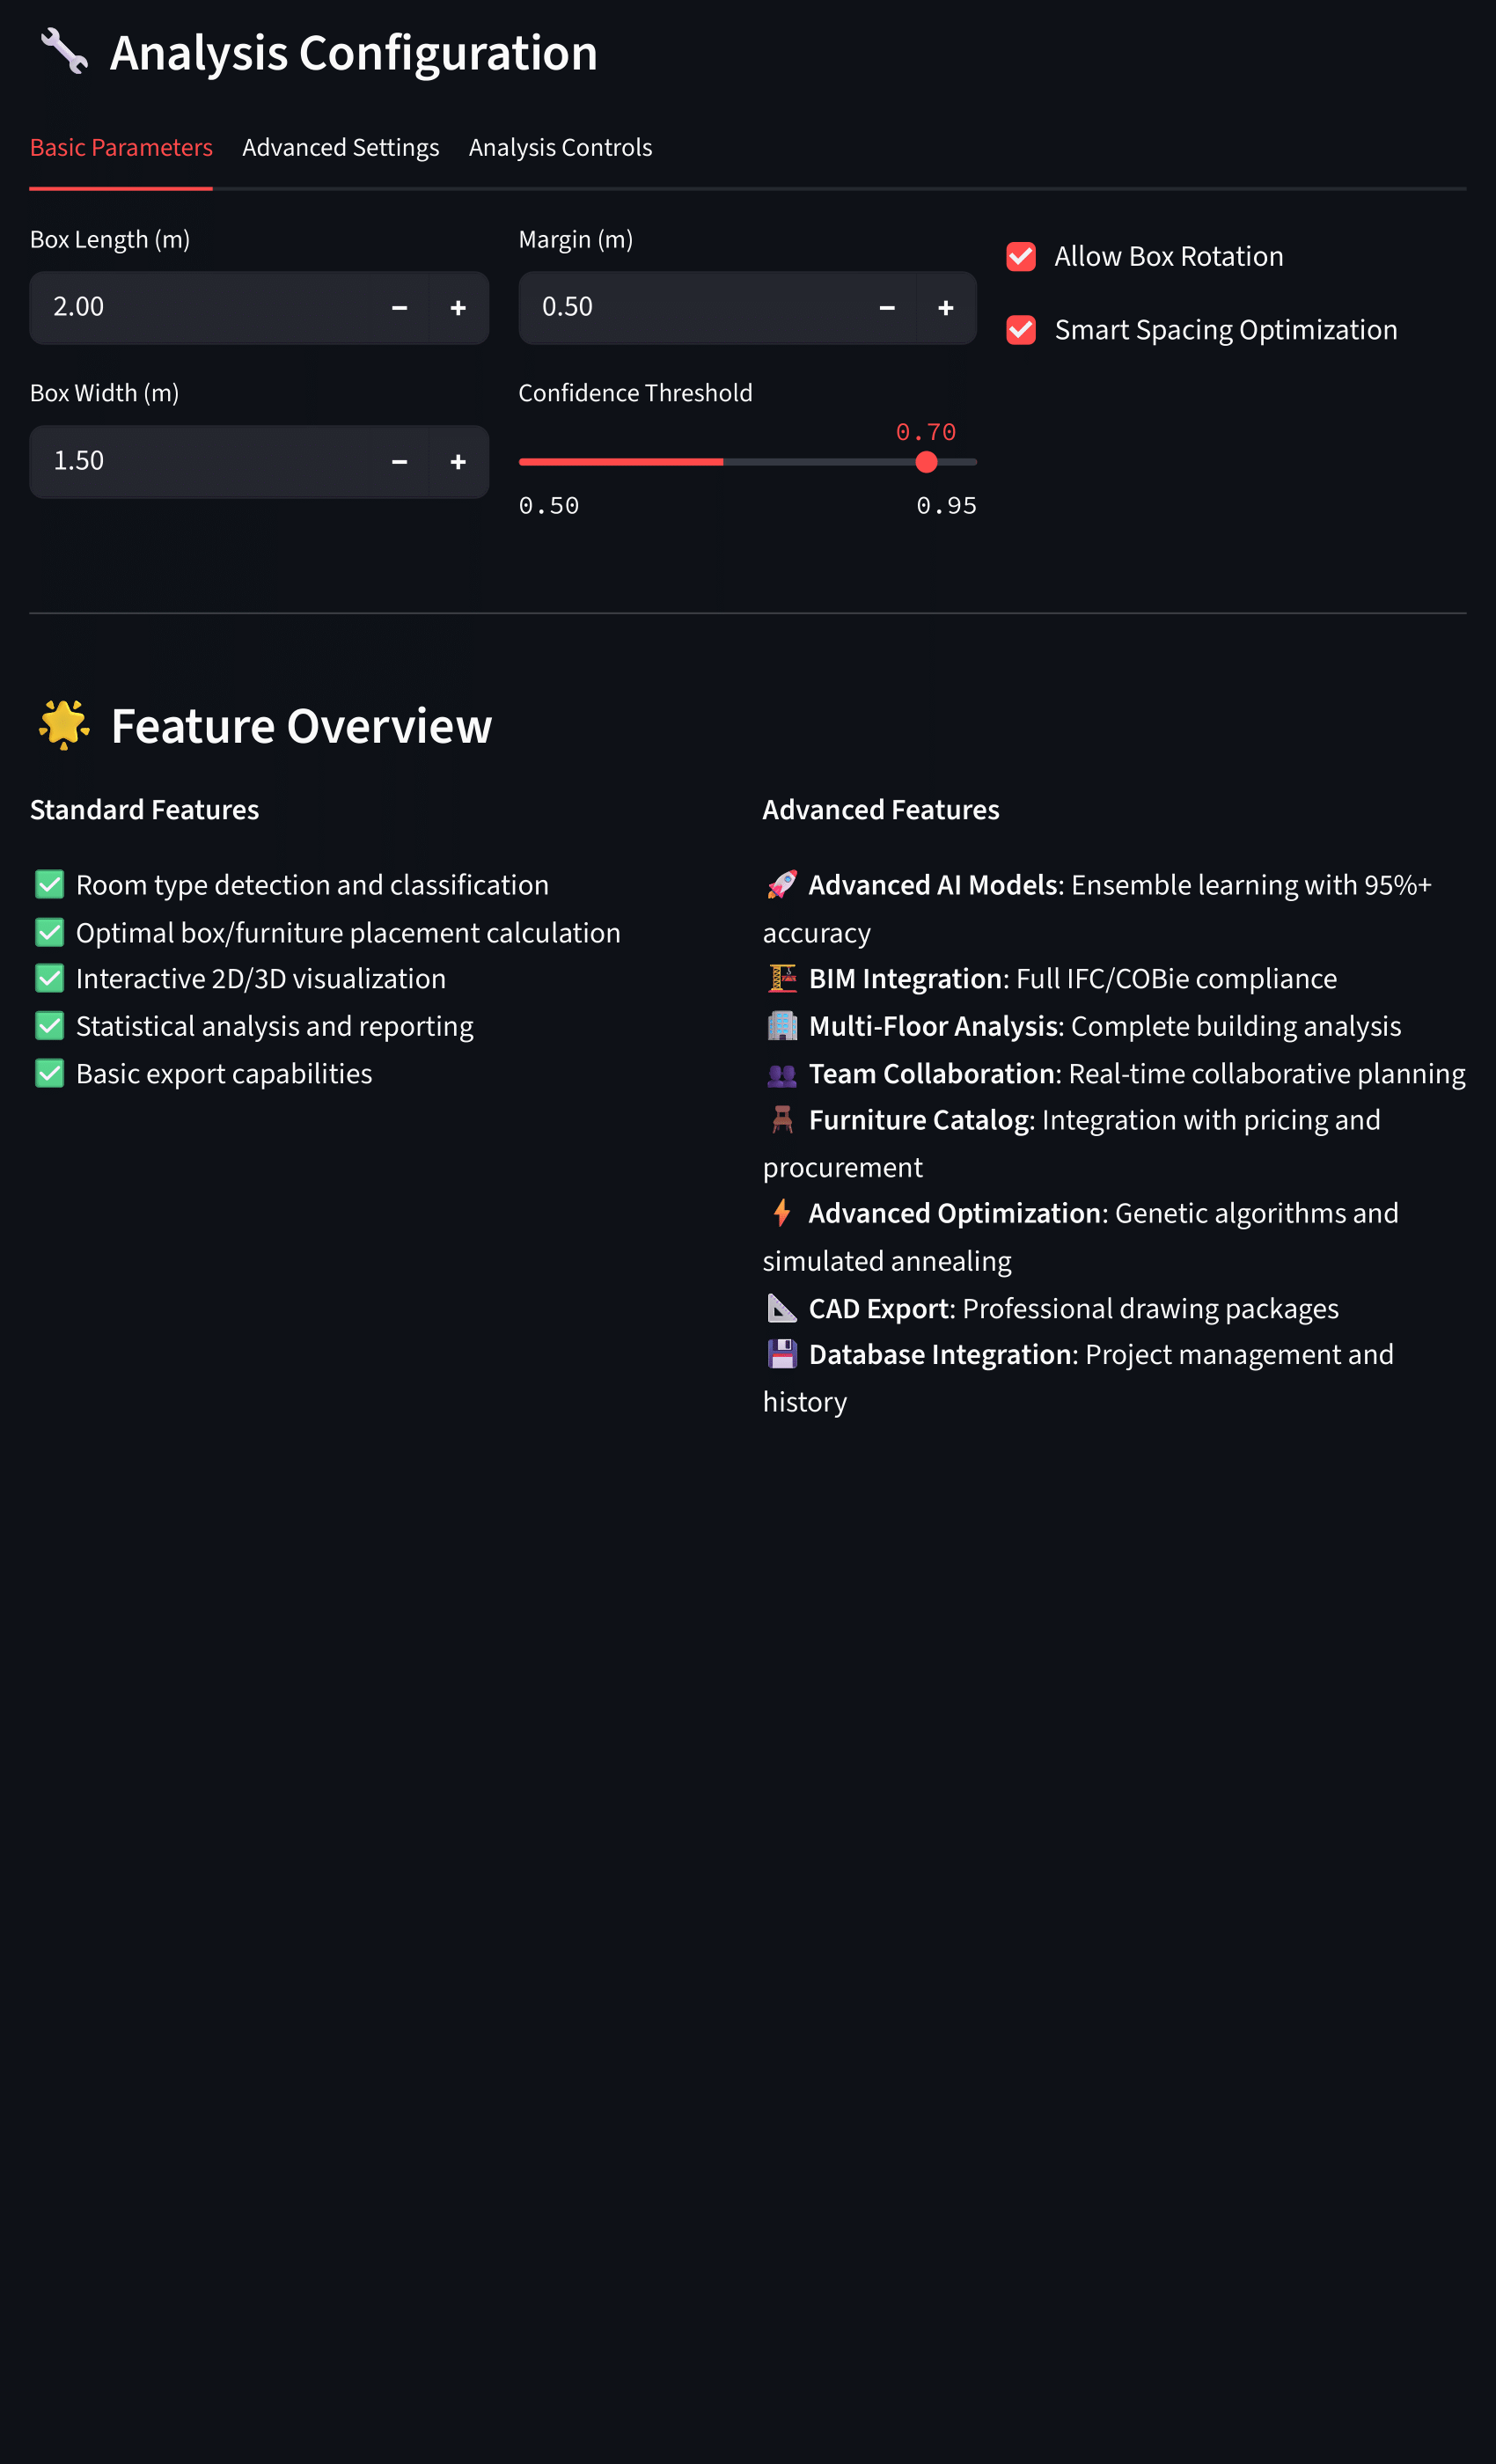 🔧 Analysis Configuration
Basic Parameters Advanced Settings Analysis Controls
Box Length (m)
2.00
Box Width (m)
1.50
Margin (m)
0.50
Confidence Threshold
0.70
0.50 0.95
Allow Box Rotation
Smart Spacing Optimization
🌟 Feature Overview
Standard Features
✅ Room type detection and classification
✅ Optimal box/furniture placement calculation
✅ Interactive 2D/3D visualization
✅ Statistical analysis and reporting
✅ Basic export capabilities
Advanced Features
🚀 Advanced AI Models: Ensemble learning with 95%+
accuracy
🏗️ BIM Integration: Full IFC/COBie compliance
🏢 Multi-Floor Analysis: Complete building analysis
👥 Team Collaboration: Real-time collaborative planning
🪑 Furniture Catalog: Integration with pricing and
procurement
⚡ Advanced Optimization: Genetic algorithms and
simulated annealing
📐 CAD Export: Professional drawing packages
💾 Database Integration: Project management and
history